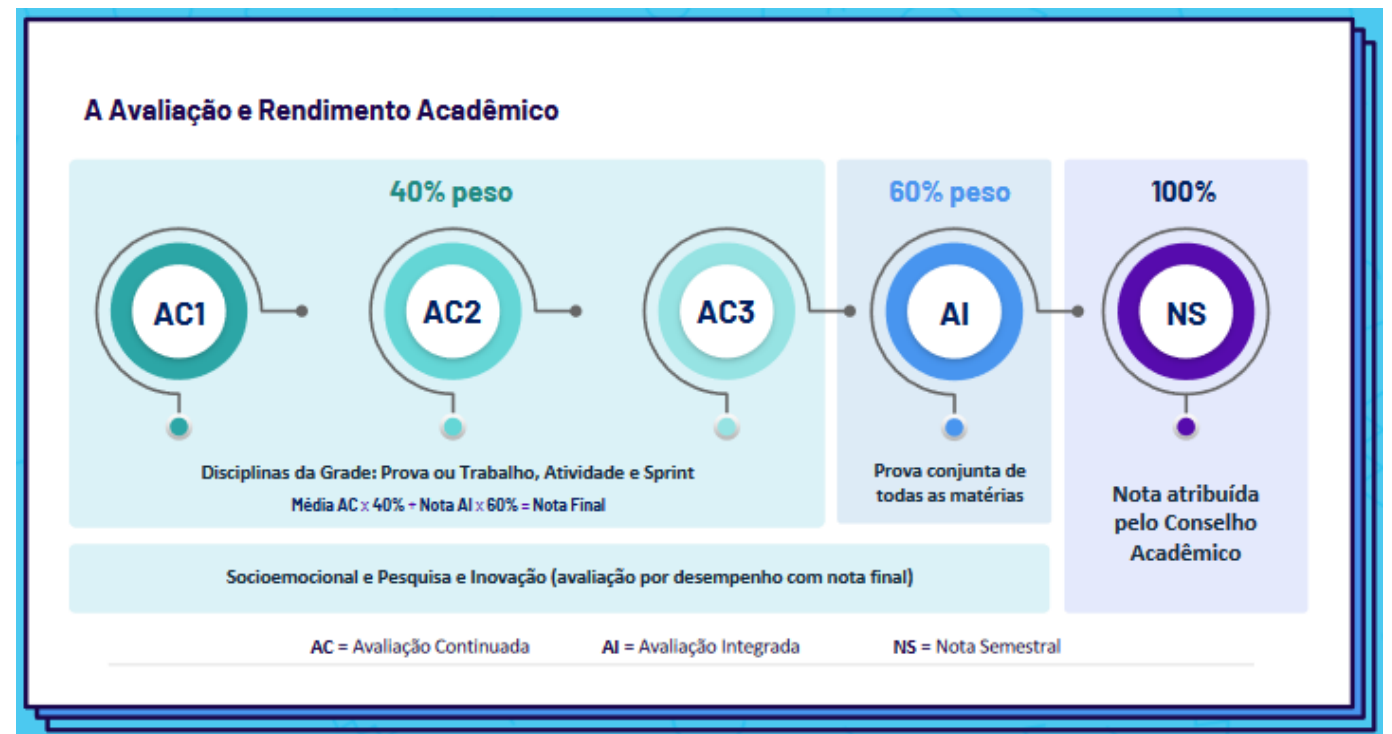 A Avaliação e Rendimento Acadêmico
40% peso
60% peso
100%
AC1
AC2
AC3
AI
NS
Disciplinas da Grade: Prova ou Trabalho, Atividade e Sprint
Média AC x 40% + Nota AI x 60% = Nota Final
Prova conjunta de
todas as matérias
Nota atribuída
pelo Conselho
Acadêmico
Socioemocional e Pesquisa e Inovação (avaliação por desempenho com nota final)
AC = Avaliação Continuada
AI = Avaliação Integrada
NS = Nota Semestral